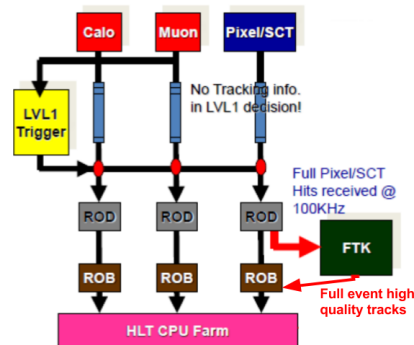 Calo
Muon
Pixel/SCT
No Tracking info.
in LVL1 decision!
LVL1
Trigger
Full Pixel/SCT
Hits received @
100KHz
ROD
ROD
ROD
FTK
ROB
ROB
ROB
Full event high
quality tracks
HLT CPU Farm